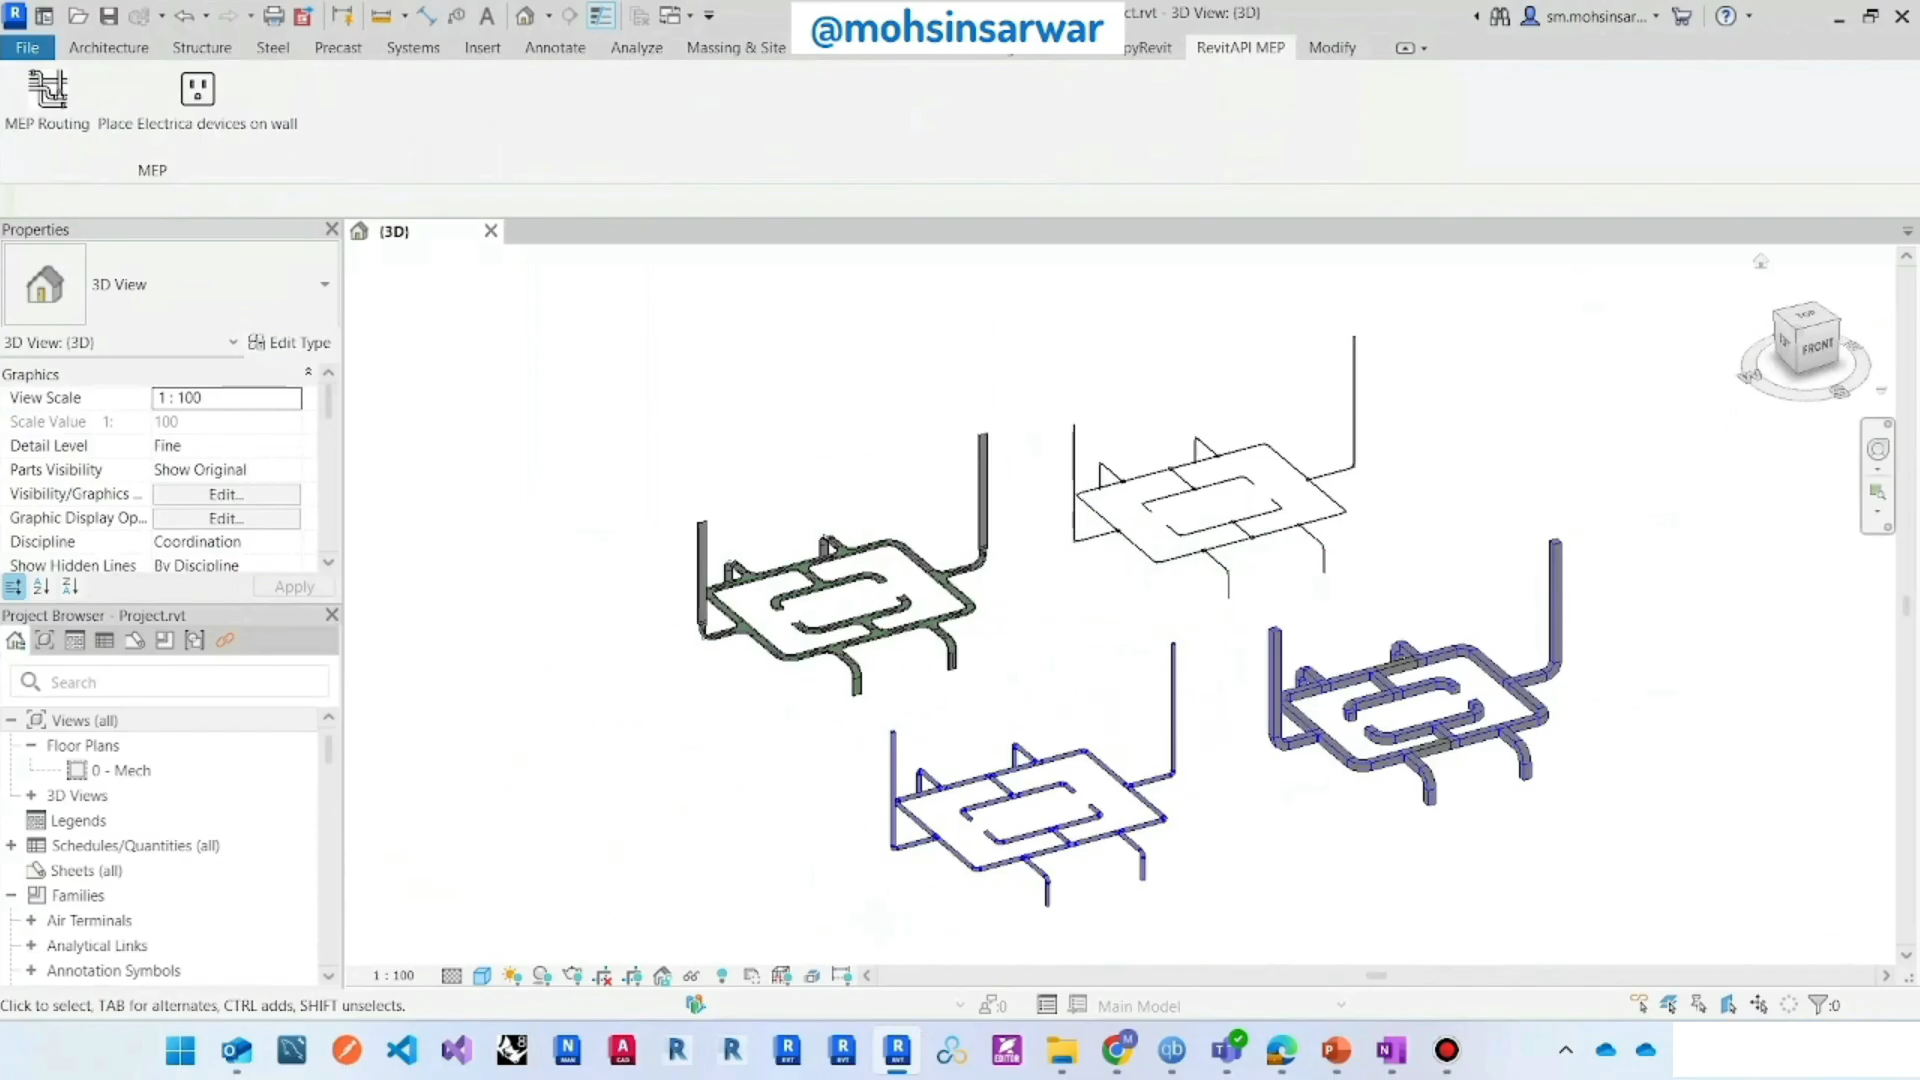 @mohsinsarwar
ct.rvt - 3D View: {3D}
sm.mohsinsar...
File
Architecture
Structure
Steel
Precast
Systems
Insert
Annotate
Analyze
Massing & Site
pyRevit
RevitAPI MEP
Modify
MEP Routing
Place Electrica devices on wall
MEP
Properties
{3D}
3D View
3D View: {3D}
Edit Type
Graphics
View Scale
1 : 100
Scale Value 1:
100
Detail Level
Fine
Parts Visibility
Show Original
Visibility/Graphics ...
Edit...
Graphic Display Op...
Edit...
Discipline
Coordination
Show Hidden Lines
By Discipline
Apply
TOP
FRONT
Project Browser - Project.rvt
Search
Views (all)
Floor Plans
0 - Mech
3D Views
Legends
Schedules/Quantities (all)
Sheets (all)
Families
Air Terminals
Analytical Links
Annotation Symbols
1 : 100
Click to select, TAB for alternates, CTRL adds, SHIFT unselects.
:0
Main Model
:0